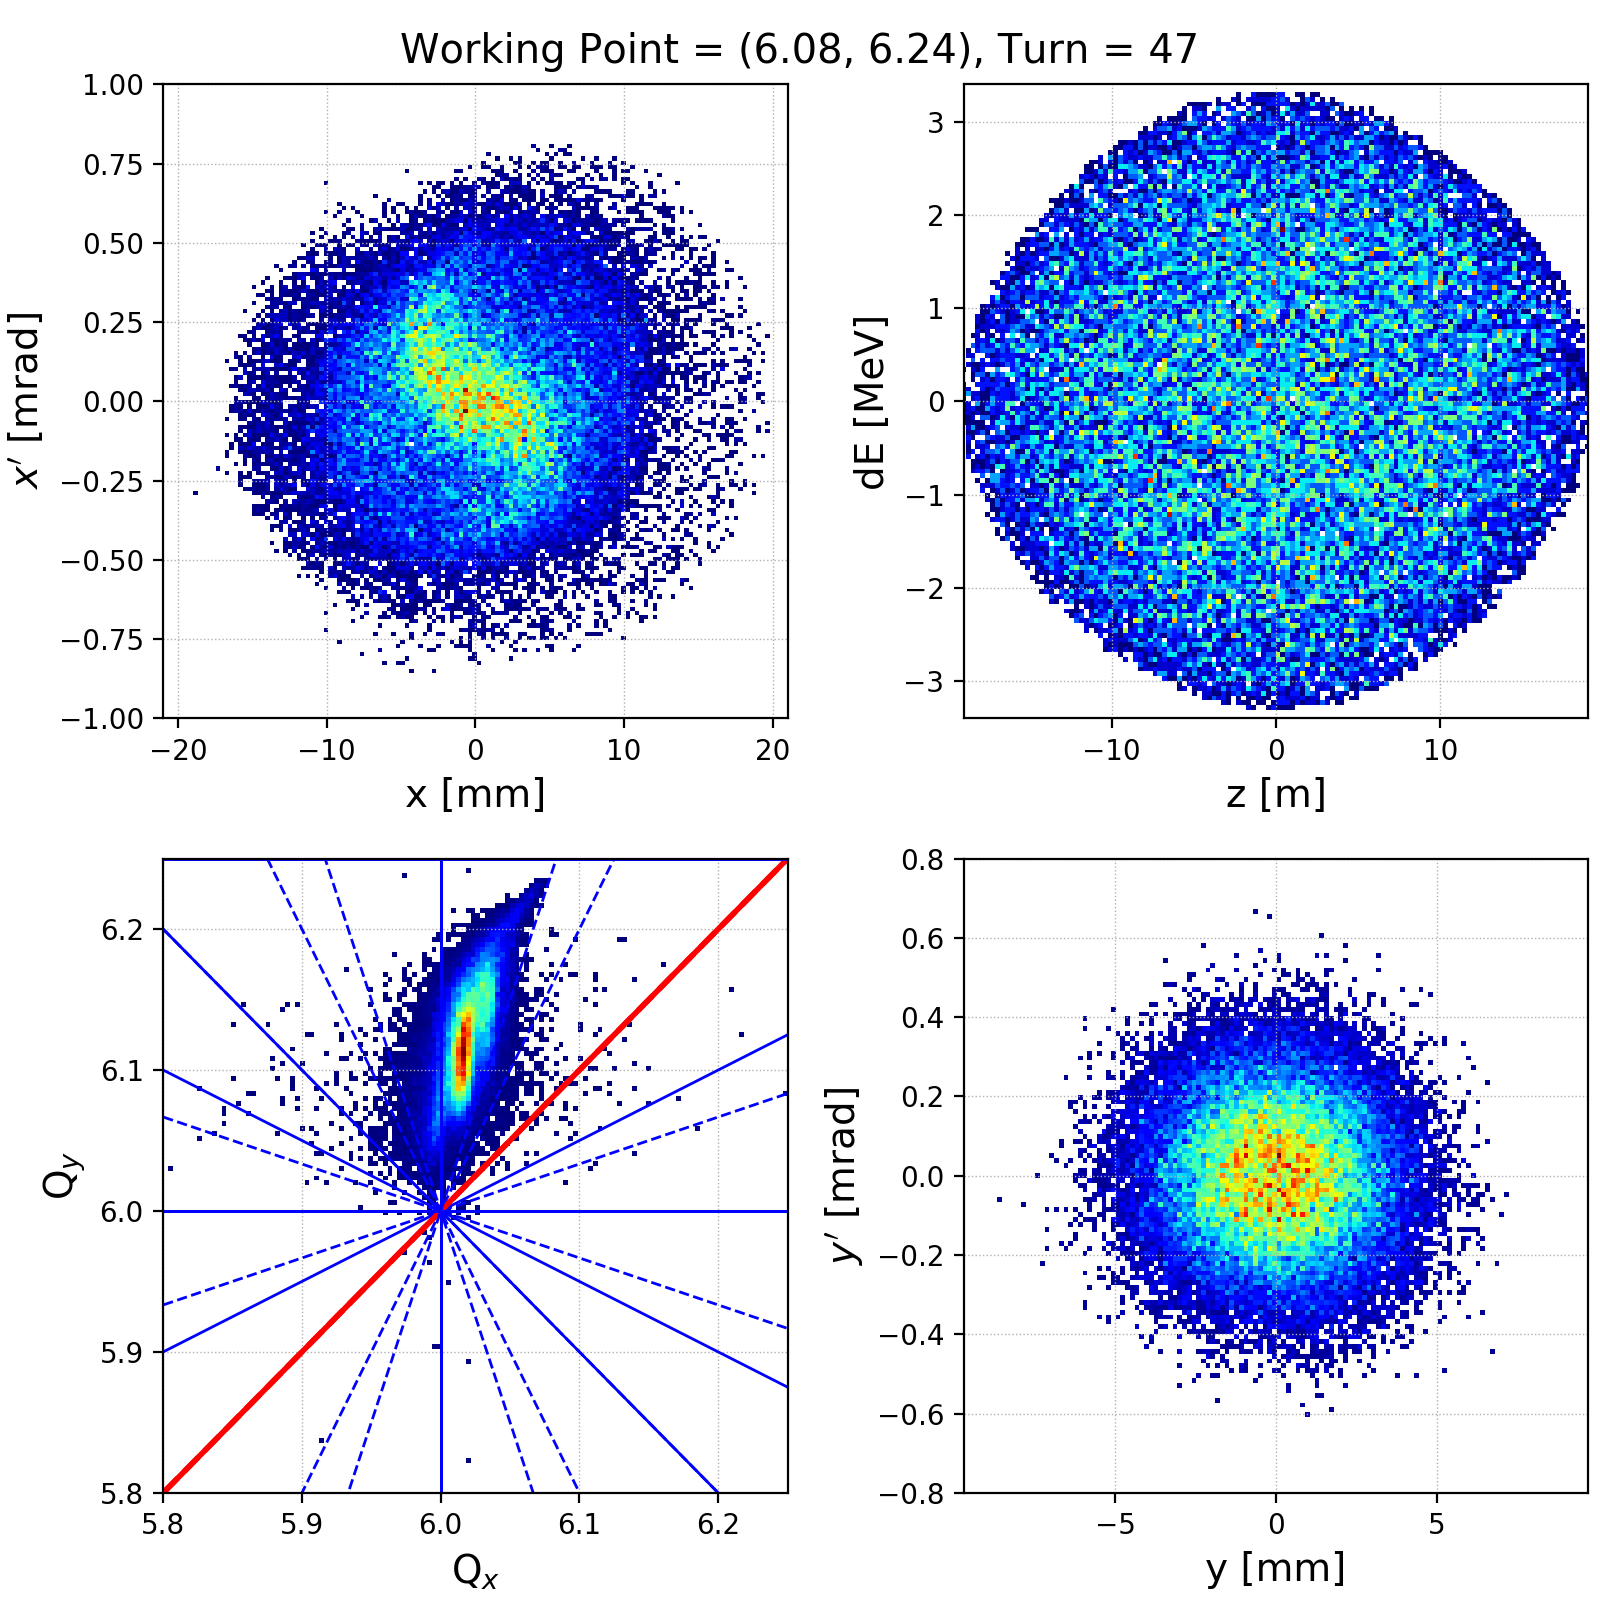 Working Point = (6.08, 6.24), Turn = 47
1.00
0.75
0.50
0.25
0.00
−0.25
−0.50
−0.75
−1.00
x′ [mrad]
−20 −10 0 10 20
x [mm]
3
2
1
0
−1
−2
−3
dE [MeV]
−10 0 10
z [m]
6.2
6.1
6.0
5.9
5.8
Qy
5.8 5.9 6.0 6.1 6.2
Qx
0.8
0.6
0.4
0.2
0.0
−0.2
−0.4
−0.6
−0.8
y′ [mrad]
−5 0 5
y [mm]